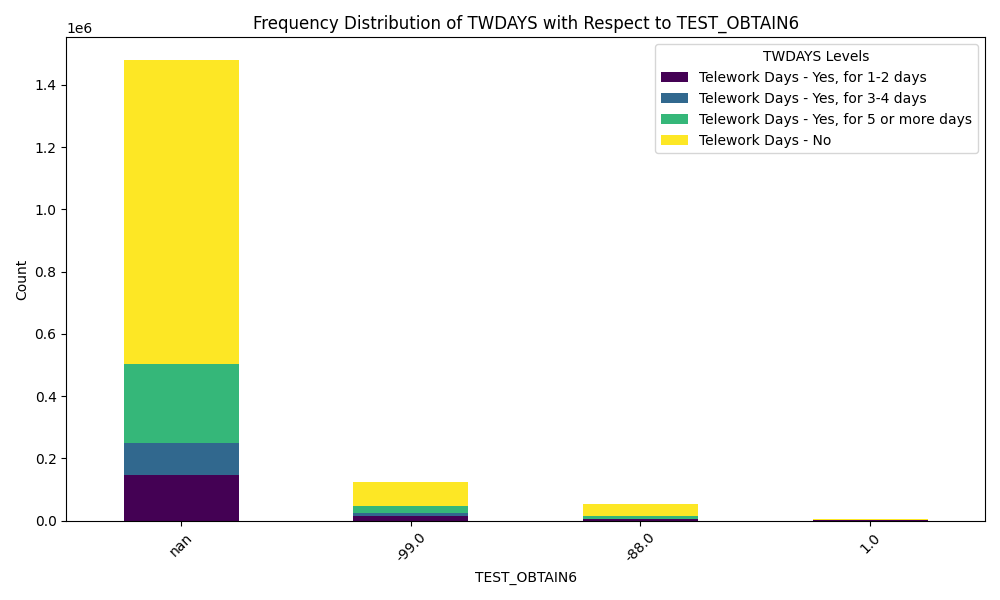 Frequency Distribution of TWDAYS with Respect to TEST_OBTAIN6
1e6
TWDAYS Levels
Telework Days - Yes, for 1-2 days
Telework Days - Yes, for 3-4 days
Telework Days - Yes, for 5 or more days
Telework Days - No
1.4
1.2
1.0
0.8
0.6
0.4
0.2
0.0
Count
nan
-99.0
-88.0
1.0
TEST_OBTAIN6